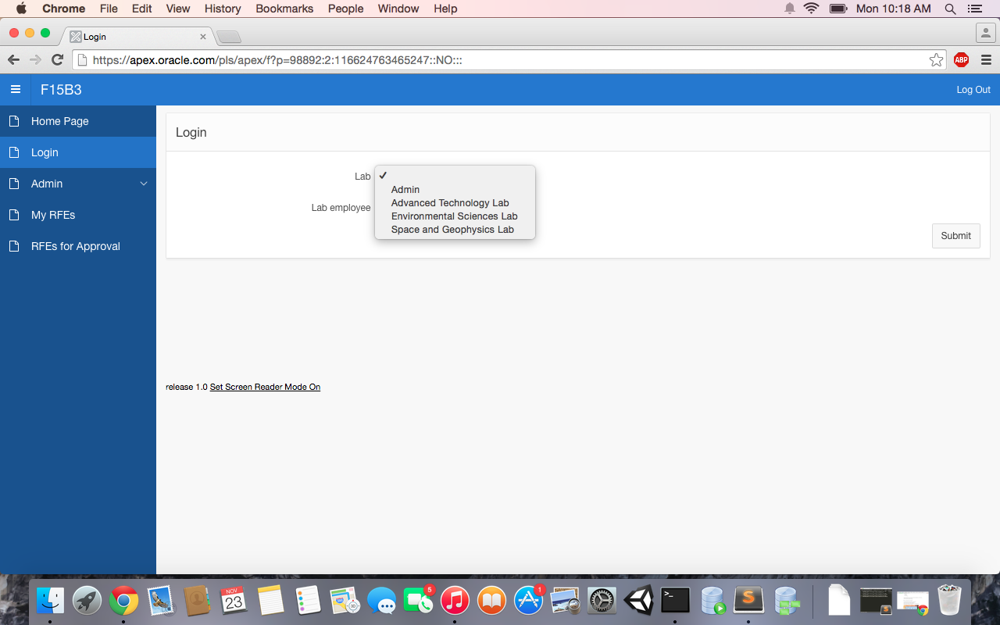 Chrome File Edit View History Bookmarks People Window Help Mon 10:18 AM
Login
https://apex.oracle.com/pls/apex/f?p=98892:2:116624763465247::NO:::
ABP
F15B3 Log Out
Home Page
Login
Admin
My RFEs
RFEs for Approval
Login
Lab
Admin
Advanced Technology Lab
Environmental Sciences Lab
Space and Geophysics Lab
Lab employee
Submit
release 1.0 Set Screen Reader Mode On
NOV
23
5
1
>_
S